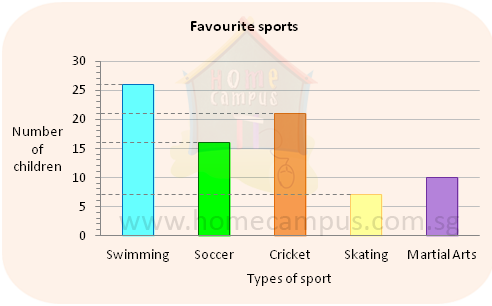 Favourite sports
HOME
campus
30
25
20
15
10
5
0
Number
of
children
www.homecampus.com.sg
Swimming Soccer Cricket Skating Martial Arts
Types of sport